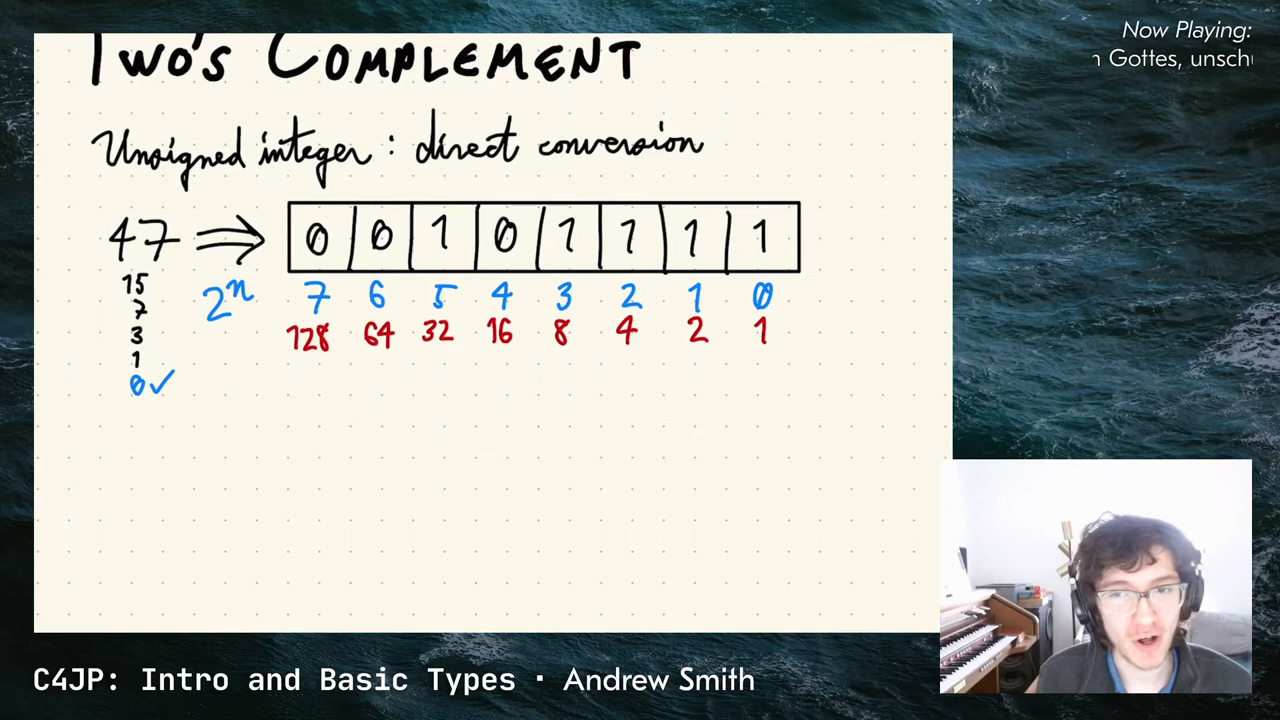 TWO'S COMPLEMENT
Now Playing:
n Gottes, unsch
Unsigned integer: direct conversion
47 ⇒ 0 0 1 0 1 1 1 1
15
7
3
1
0✓
2ⁿ 7 6 5 4 3 2 1 0
128 64 32 16 8 4 2 1
C4JP: Intro and Basic Types · Andrew Smith